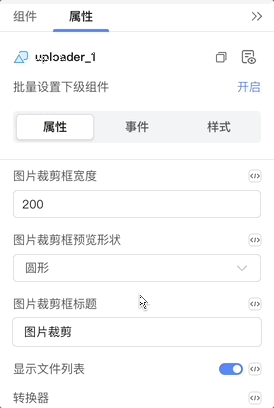 组件 属性
uploader_1
批量设置下级组件 开启
属性 事件 样式
图片裁剪框宽度
200
图片裁剪框预览形状
圆形
图片裁剪框标题
图片裁剪
显示文件列表
转换器